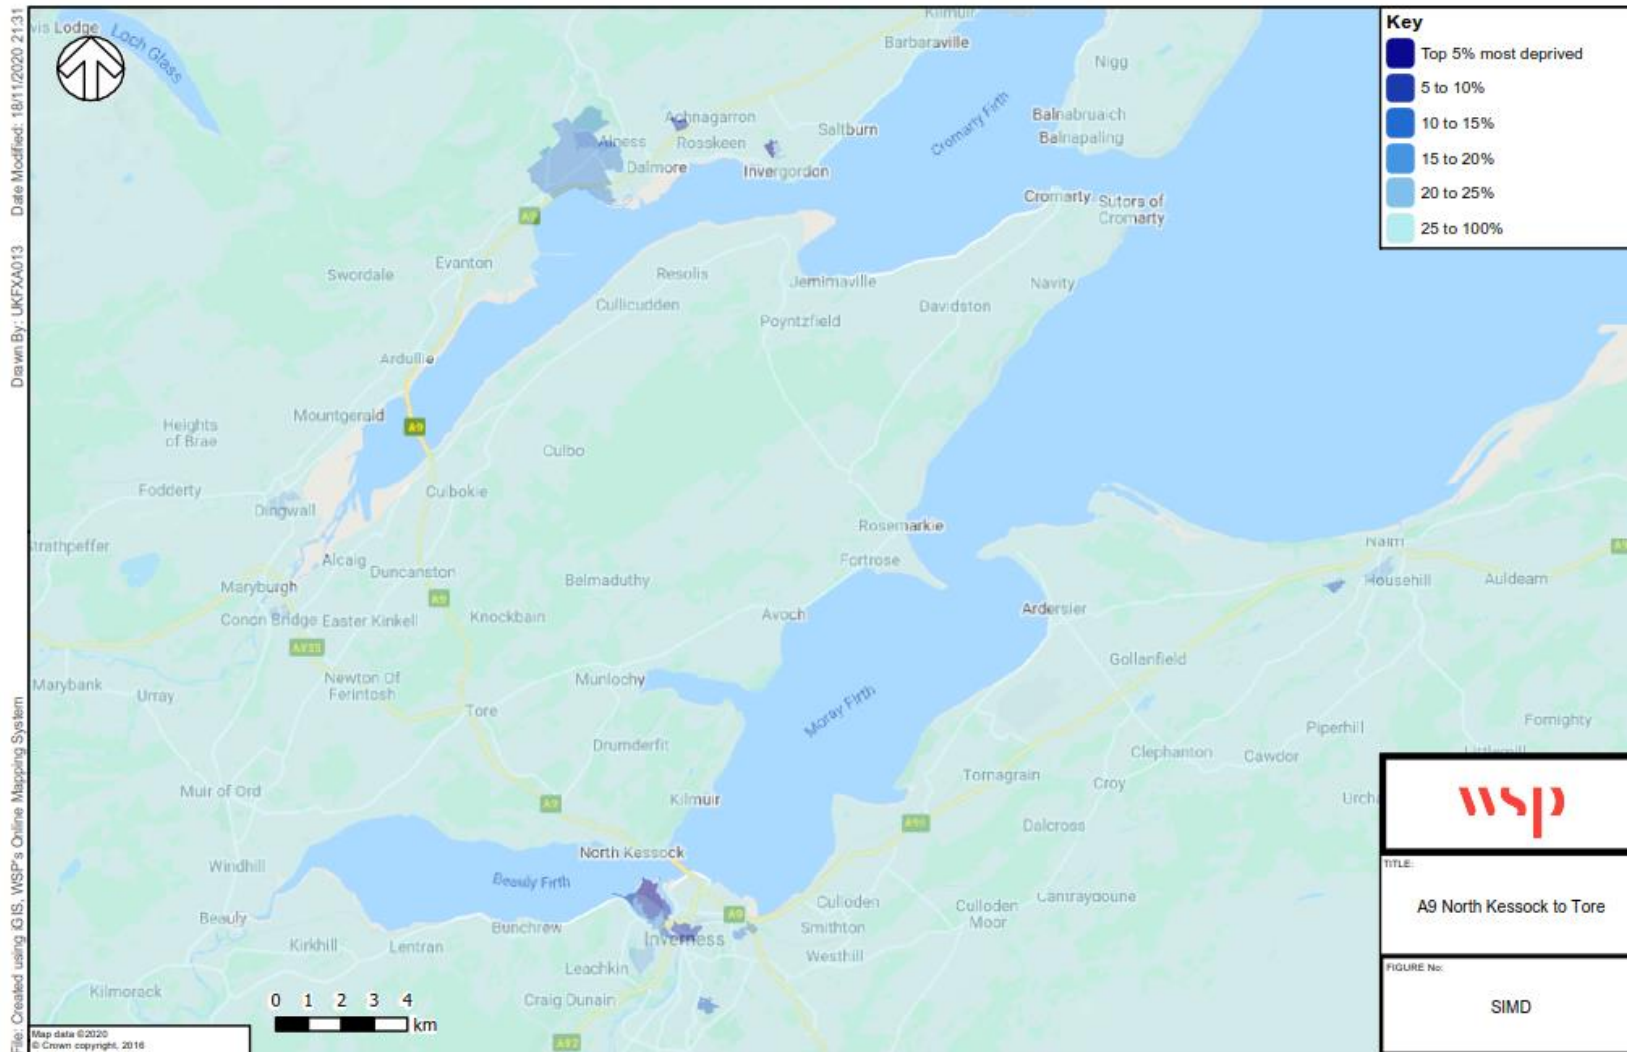 Date Modified: 18/11/2020 21:31
Drawn By: UKFXA013
File: Created using iGIS, WSP's Online Mapping System
Key
Top 5% most deprived
5 to 10%
10 to 15%
15 to 20%
20 to 25%
25 to 100%
Lodge
Loch Glass
Kilmuir
Barbaraville
Nigg
Achnagarron
Balnabruaich
Saltburn
Cromarty Firth
Balnapaling
Alness
Rosskeen
Dalmore
Invergordon
Cromarty
Sutors of
Cromarty
A9
Evanton
Swordale
Resolis
Jemimaville
Navity
Cullicudden
Davidston
Poyntzfield
Ardullie
Mountgerald
A9
Heights
of Brae
Culbo
Fodderty
Culbokie
Dingwall
Rosemarkie
Strathpeffer
Nairn
Alcaig
Duncanston
Fortrose
Belmaduthy
Househill
Auldearn
Maryburgh
A9
Ardersier
Avoch
Conon Bridge
Easter Kinkell
Knockbain
A835
Gollanfield
Marybank
Urray
Newton Of
Ferintosh
Munlochy
Moray Firth
Tore
Fornighty
Piperhill
Drumderfit
Clephanton
Cawdor
Littlemill
Tornagrain
Croy
Muir of Ord
Kilmuir
A9
A96
Dalcross
Windhill
North Kessock
Beauly Firth
Culloden
Culloden
Moor
Cantraydoune
Beauly
A9
Bunchrew
Smithton
Kirkhill
Lentran
Inverness
Westhill
Leachkin
Kilmorack
Craig Dunain
A82
0 1 2 3 4
km
Map data ©2020
© Crown copyright, 2016
wsp
TITLE:
A9 North Kessock to Tore
FIGURE No:
SIMD